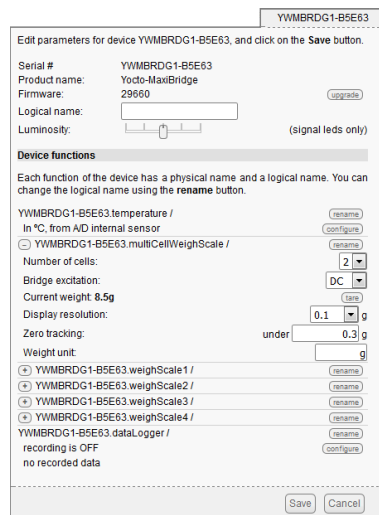 YWMBRDG1-B5E63
Edit parameters for device YWMBRDG1-B5E63, and click on the Save button.
Serial # YWMBRDG1-B5E63
Product name: Yocto-MaxiBridge
Firmware: 29660 upgrade
Logical name:
Luminosity: (signal leds only)
Device functions
Each function of the device has a physical name and a logical name. You can
change the logical name using the rename button.
YWMBRDG1-B5E63.temperature / rename
In ºC, from A/D internal sensor configure
YWMBRDG1-B5E63.multiCellWeighScale / rename
Number of cells: 2
Bridge excitation: DC
Current weight: 8.5g tare
Display resolution: 0.1 g
Zero tracking: under 0.3 g
Weight unit: g
YWMBRDG1-B5E63.weighScale1 / rename
YWMBRDG1-B5E63.weighScale2 / rename
YWMBRDG1-B5E63.weighScale3 / rename
YWMBRDG1-B5E63.weighScale4 / rename
YWMBRDG1-B5E63.dataLogger / rename
recording is OFF configure
no recorded data
Save Cancel